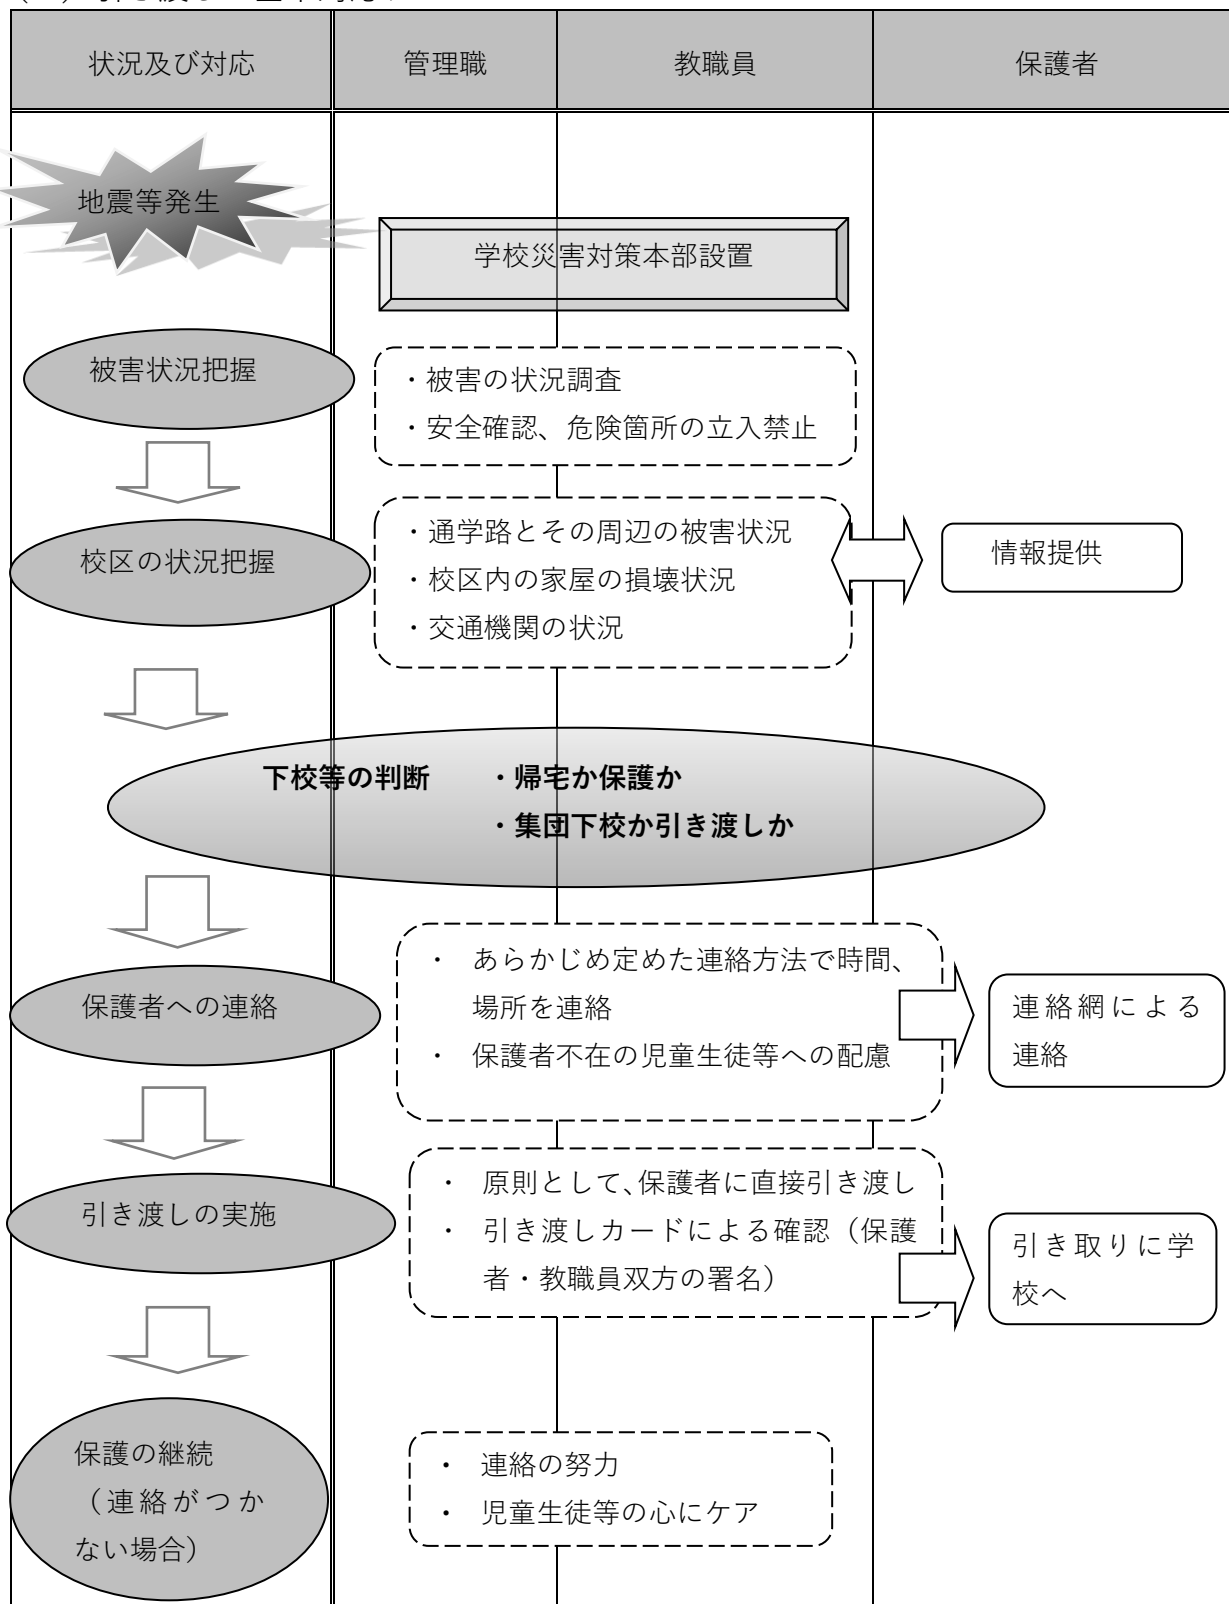 状況及び対応
管理職
教職員
保護者
地震等発生
学校災害対策本部設置
被害状況把握
・被害の状況調査
・安全確認、危険箇所の立入禁止
校区の状況把握
・通学路とその周辺の被害状況
・校区内の家屋の損壊状況
・交通機関の状況
情報提供
下校等の判断　・帰宅か保護か
・集団下校か引き渡しか
保護者への連絡
・ あらかじめ定めた連絡方法で時間、
場所を連絡
・ 保護者不在の児童生徒等への配慮
連絡網による
連絡
引き渡しの実施
・ 原則として、保護者に直接引き渡し
・ 引き渡しカードによる確認（保護
者・教職員双方の署名）
引き取りに学
校へ
保護の継続
（連絡がつか
ない場合）
・ 連絡の努力
・ 児童生徒等の心にケア